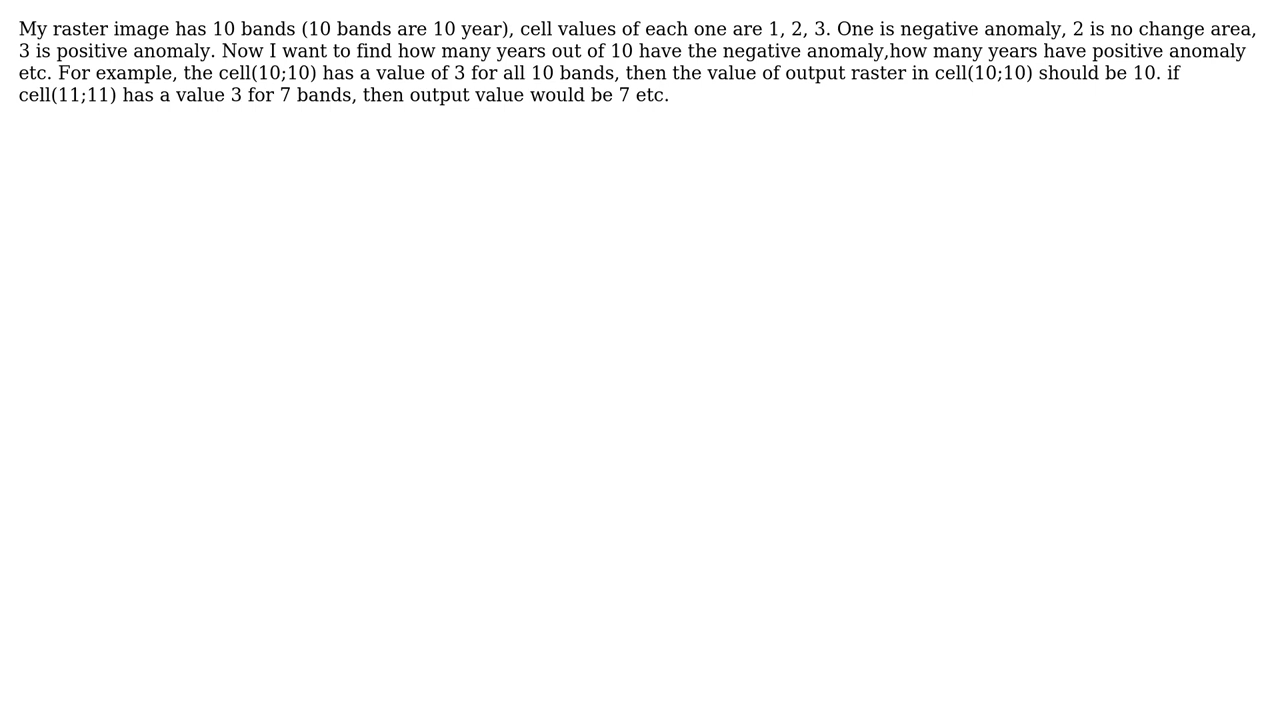 My raster image has 10 bands (10 bands are 10 year), cell values of each one are 1, 2, 3. One is negative anomaly, 2 is no change area,
3 is positive anomaly. Now I want to find how many years out of 10 have the negative anomaly,how many years have positive anomaly
etc. For example, the cell(10;10) has a value of 3 for all 10 bands, then the value of output raster in cell(10;10) should be 10. if
cell(11;11) has a value 3 for 7 bands, then output value would be 7 etc.